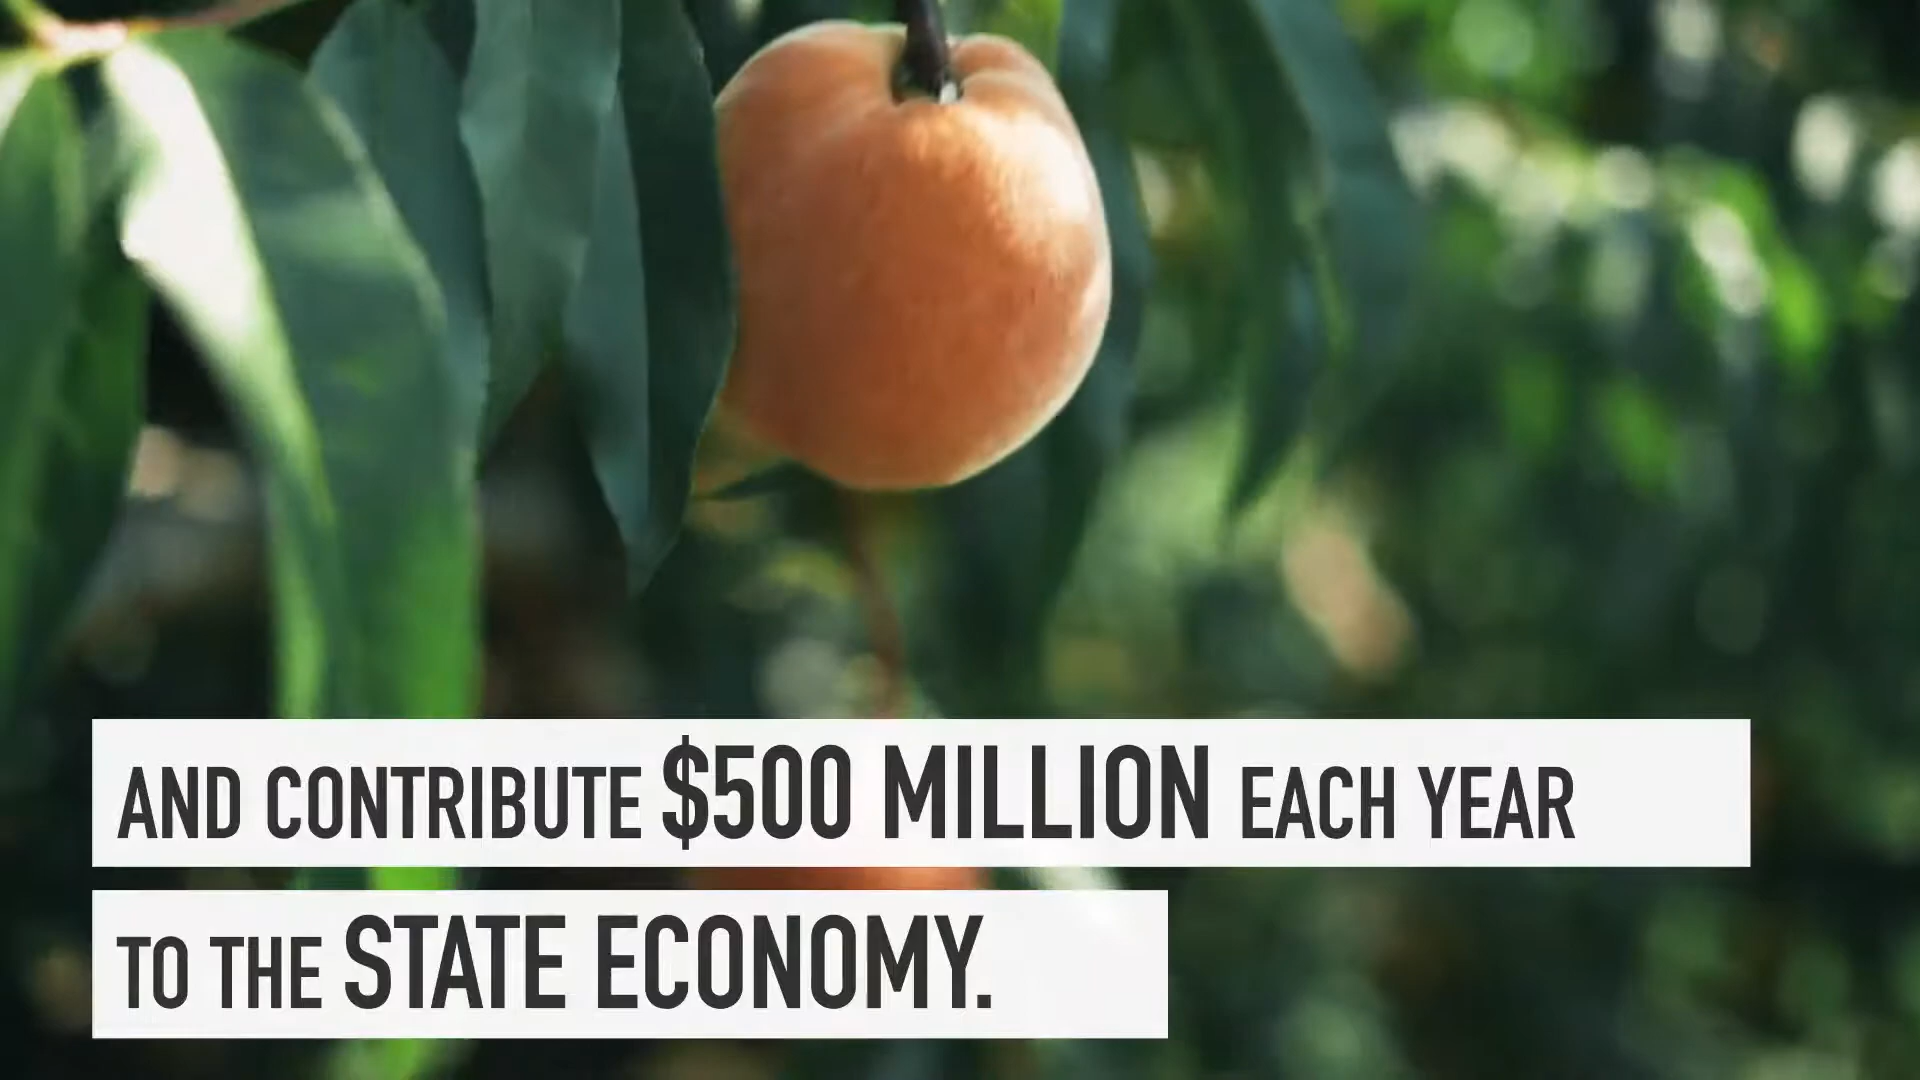 AND CONTRIBUTE $500 MILLION EACH YEAR
TO THE STATE ECONOMY.